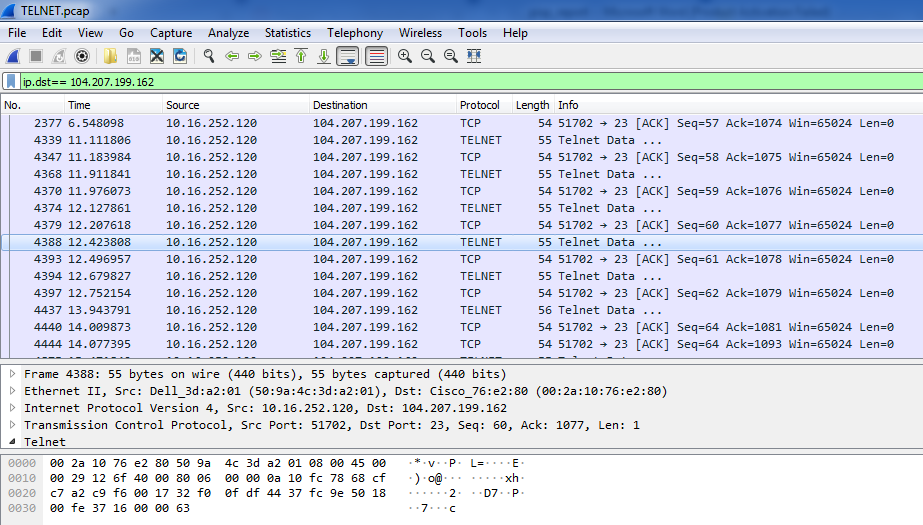 TELNET.pcap
File Edit View Go Capture Analyze Statistics Telephony Wireless Tools Help
ip.dst== 104.207.199.162
No. Time Source Destination Protocol Length Info
2377 6.548098 10.16.252.120 104.207.199.162 TCP 54 51702 → 23 [ACK] Seq=57 Ack=1074 Win=65024 Len=0
4339 11.111806 10.16.252.120 104.207.199.162 TELNET 55 Telnet Data ...
4347 11.183984 10.16.252.120 104.207.199.162 TCP 54 51702 → 23 [ACK] Seq=58 Ack=1075 Win=65024 Len=0
4368 11.911841 10.16.252.120 104.207.199.162 TELNET 55 Telnet Data ...
4370 11.976073 10.16.252.120 104.207.199.162 TCP 54 51702 → 23 [ACK] Seq=59 Ack=1076 Win=65024 Len=0
4374 12.127861 10.16.252.120 104.207.199.162 TELNET 55 Telnet Data ...
4379 12.207618 10.16.252.120 104.207.199.162 TCP 54 51702 → 23 [ACK] Seq=60 Ack=1077 Win=65024 Len=0
4388 12.423808 10.16.252.120 104.207.199.162 TELNET 55 Telnet Data ...
4393 12.496957 10.16.252.120 104.207.199.162 TCP 54 51702 → 23 [ACK] Seq=61 Ack=1078 Win=65024 Len=0
4394 12.679827 10.16.252.120 104.207.199.162 TELNET 55 Telnet Data ...
4397 12.752154 10.16.252.120 104.207.199.162 TCP 54 51702 → 23 [ACK] Seq=62 Ack=1079 Win=65024 Len=0
4437 13.943791 10.16.252.120 104.207.199.162 TELNET 56 Telnet Data ...
4440 14.009873 10.16.252.120 104.207.199.162 TCP 54 51702 → 23 [ACK] Seq=64 Ack=1081 Win=65024 Len=0
4444 14.077395 10.16.252.120 104.207.199.162 TCP 54 51702 → 23 [ACK] Seq=64 Ack=1093 Win=65024 Len=0
Frame 4388: 55 bytes on wire (440 bits), 55 bytes captured (440 bits)
Ethernet II, Src: Dell_3d:a2:01 (50:9a:4c:3d:a2:01), Dst: Cisco_76:e2:80 (00:2a:10:76:e2:80)
Internet Protocol Version 4, Src: 10.16.252.120, Dst: 104.207.199.162
Transmission Control Protocol, Src Port: 51702, Dst Port: 23, Seq: 60, Ack: 1077, Len: 1
Telnet
0000 00 2a 10 76 e2 80 50 9a 4c 3d a2 01 08 00 45 00 ·*·v··P· L=····E·
0010 00 29 12 6f 40 00 80 06 00 00 0a 10 fc 78 68 cf ·)·o@··· ·····xh·
0020 c7 a2 c9 f6 00 17 32 f0 0f df 44 37 fc 9e 50 18 ······2· ··D7··P·
0030 00 fe 37 16 00 00 63 ··7···c